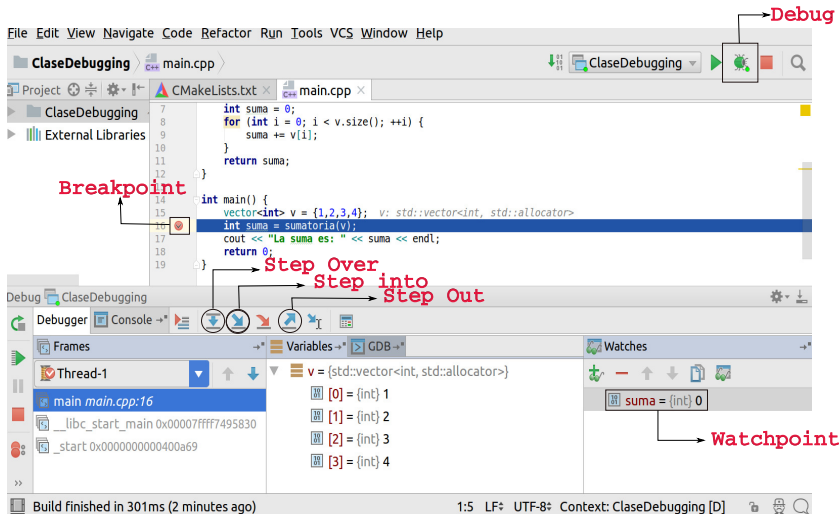 Debug
File Edit View Navigate Code Refactor Run Tools VCS Window Help
ClaseDebugging main.cpp ClaseDebugging
Project CMakeLists.txt × main.cpp ×
ClaseDebugging
External Libraries
7 int suma = 0;
8 for (int i = 0; i < v.size(); ++i) {
9 suma += v[i];
10 }
11 return suma;
12 }
13
Breakpoint
14 int main() {
15 vector<int> v = {1,2,3,4}; v: std::vector<int, std::allocator>
16 int suma = sumatoria(v);
17 cout << "La suma es: " << suma << endl;
18 return 0;
19 }
Step Over
Step into
Step Out
Debug ClaseDebugging
Debugger Console
Frames Variables GDB Watches
Thread-1
main main.cpp:16
__libc_start_main 0x00007ffff7495830
_start 0x0000000000400a69
v = {std::vector<int, std::allocator>}
[0] = {int} 1
[1] = {int} 2
[2] = {int} 3
[3] = {int} 4
suma = {int} 0
Watchpoint
Build finished in 301ms (2 minutes ago) 1:5 LF UTF-8 Context: ClaseDebugging [D]